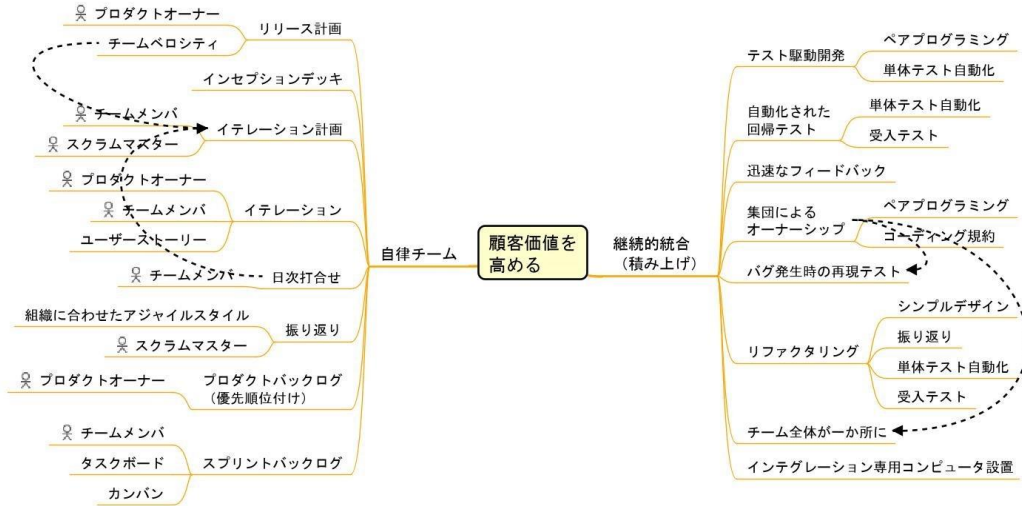 顧客価値を
高める
自律チーム
リリース計画
プロダクトオーナー
チームベロシティ
インセプションデッキ
イテレーション計画
チームメンバ
スクラムマスター
イテレーション
プロダクトオーナー
チームメンバ
ユーザーストーリー
日次打合せ
チームメンバ
振り返り
組織に合わせたアジャイルスタイル
スクラムマスター
プロダクトバックログ
（優先順位付け）
プロダクトオーナー
スプリントバックログ
チームメンバ
タスクボード
カンバン
継続的統合
（積み上げ）
テスト駆動開発
ペアプログラミング
単体テスト自動化
自動化された
回帰テスト
単体テスト自動化
受入テスト
迅速なフィードバック
集団による
オーナーシップ
ペアプログラミング
コーディング規約
バグ発生時の再現テスト
リファクタリング
シンプルデザイン
振り返り
単体テスト自動化
受入テスト
チーム全体が一か所に
インテグレーション専用コンピュータ設置